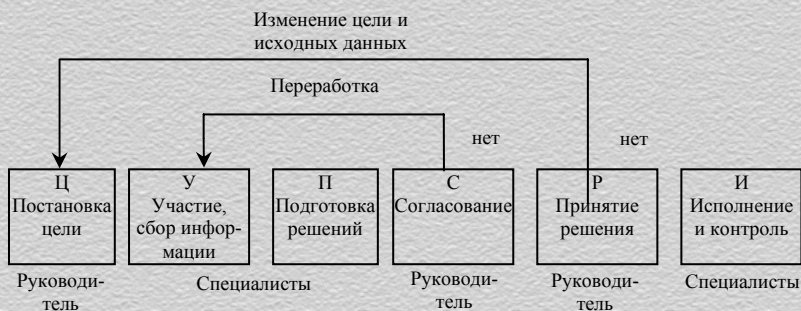 Изменение цели и
исходных данных
Переработка
нет
нет
Ц
Постановка
цели
У
Участие,
сбор инфор-
мации
П
Подготовка
решений
С
Согласование
Р
Принятие
решения
И
Исполнение
и контроль
Руководи-
тель
Специалисты
Руководи-
тель
Руководи-
тель
Специалисты